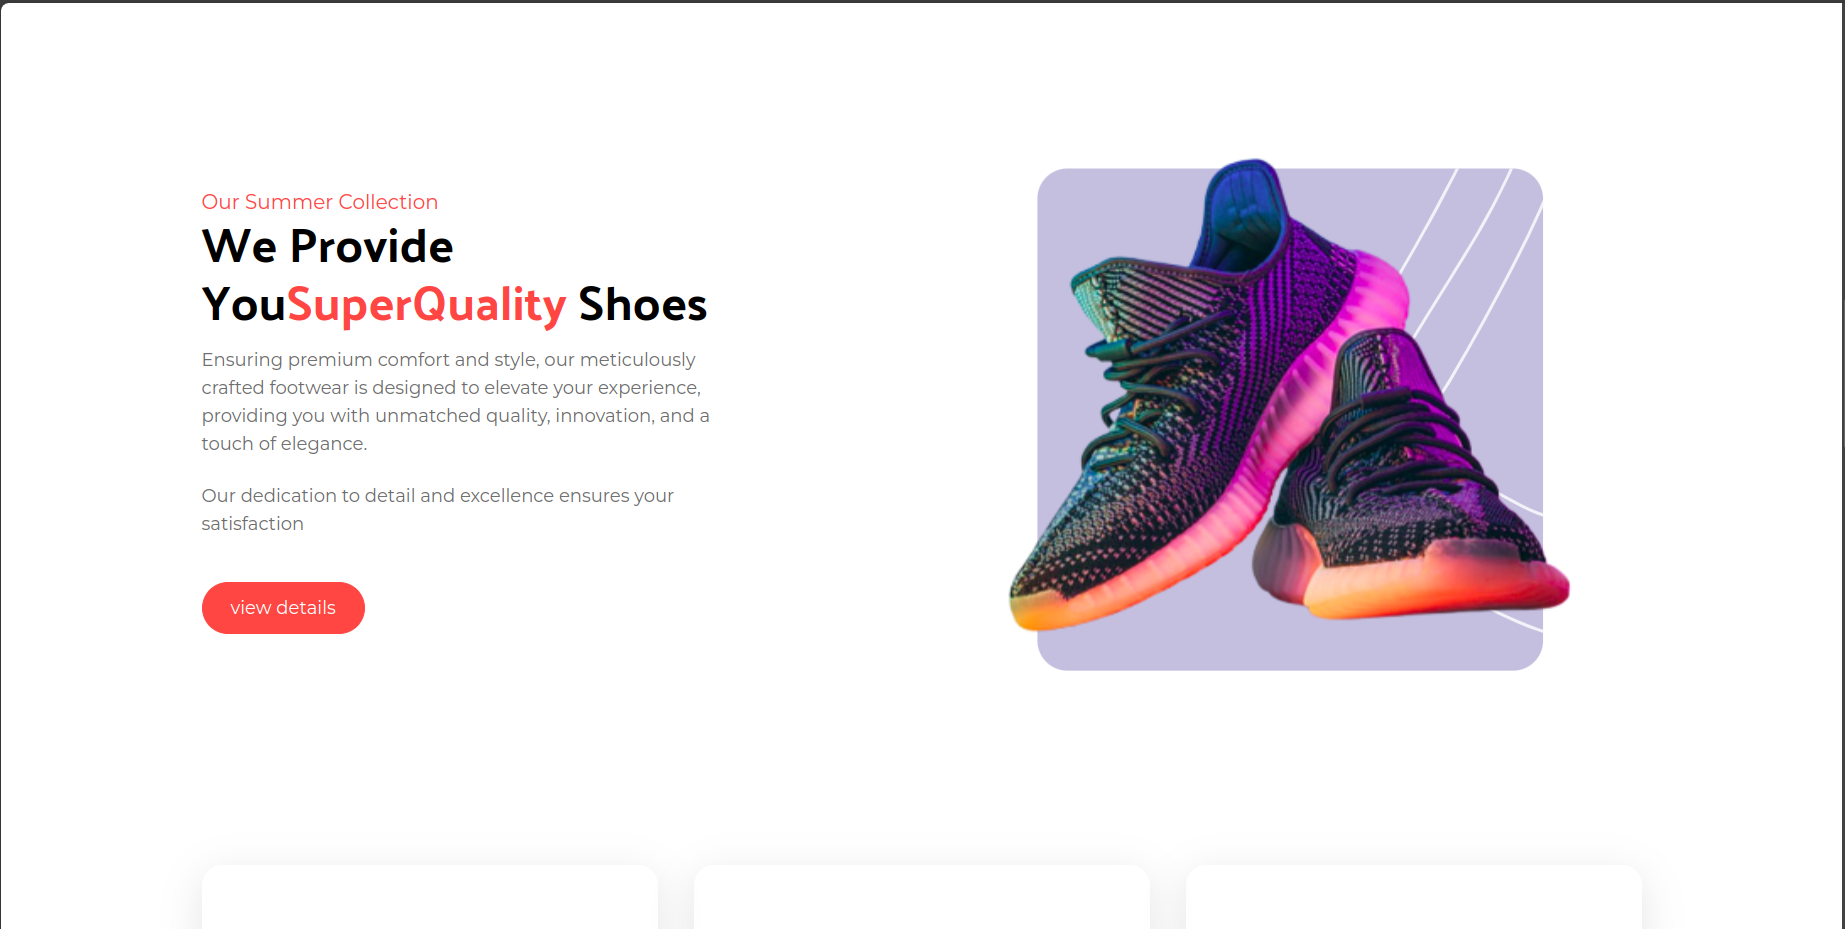 Our Summer Collection
We Provide
YouSuperQuality Shoes
Ensuring premium comfort and style, our meticulously
crafted footwear is designed to elevate your experience,
providing you with unmatched quality, innovation, and a
touch of elegance.
Our dedication to detail and excellence ensures your
satisfaction
view details